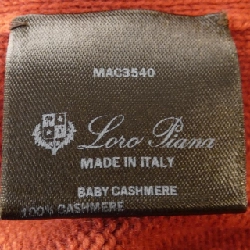 MAC3540
Loro Piana
MADE IN ITALY
BABY CASHMERE
100% CASHMERE